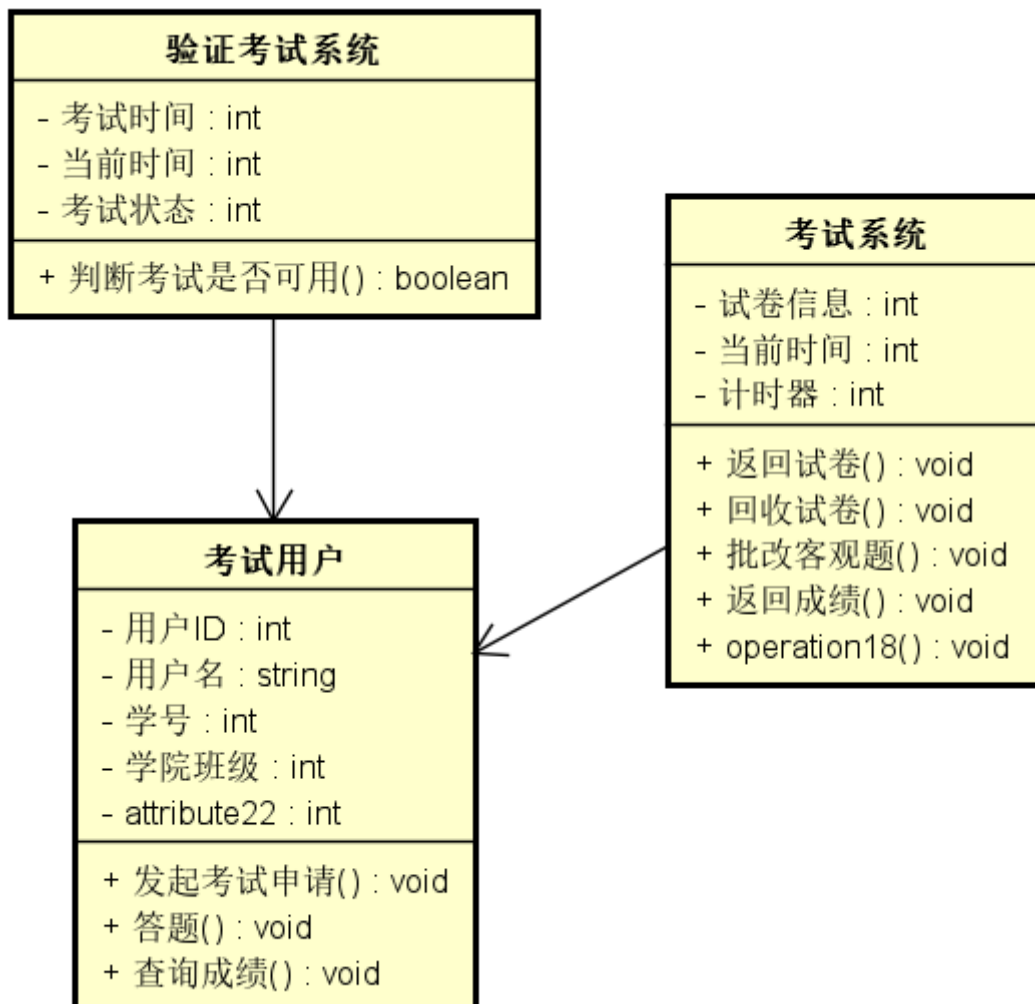 验证考试系统
- 考试时间 : int
- 当前时间 : int
- 考试状态 : int
+ 判断考试是否可用() : boolean
考试系统
- 试卷信息 : int
- 当前时间 : int
- 计时器 : int
+ 返回试卷() : void
+ 回收试卷() : void
+ 批改客观题() : void
+ 返回成绩() : void
+ operation18() : void
考试用户
- 用户ID : int
- 用户名 : string
- 学号 : int
- 学院班级 : int
- attribute22 : int
+ 发起考试申请() : void
+ 答题() : void
+ 查询成绩() : void